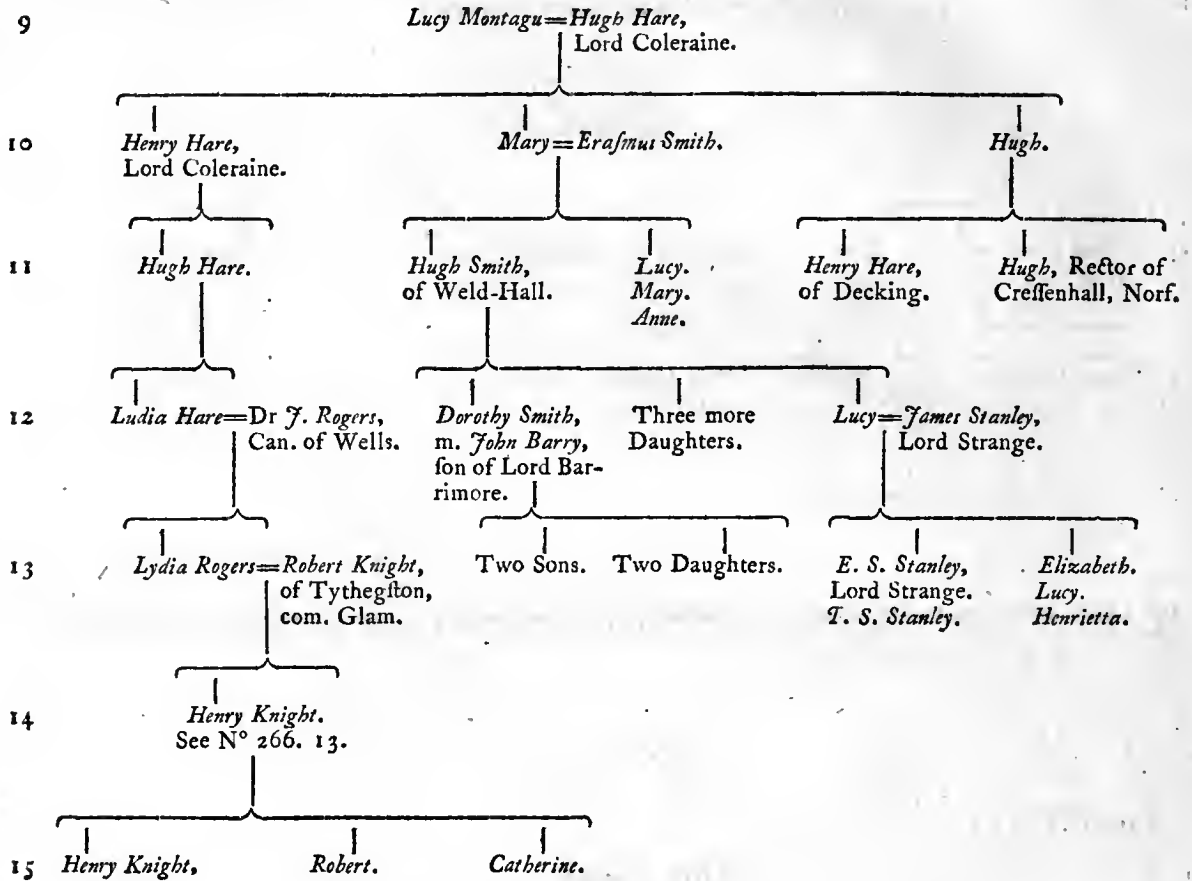 9 Lucy Montagu=Hugh Hare,
Lord Coleraine.
10 Henry Hare, Mary=Eraſmus Smith. Hugh.
Lord Coleraine.
11 Hugh Hare. Hugh Smith, Lucy. Henry Hare, Hugh, Rector of
of Weld-Hall. Mary. of Decking. Creſſenhall, Norf.
Anne.
12 Ludia Hare=Dr J. Rogers, Dorothy Smith, Three more Lucy=James Stanley,
Can. of Wells. m. John Barry, Daughters. Lord Strange.
ſon of Lord Bar-
rimore.
13 Lydia Rogers=Robert Knight, Two Sons. Two Daughters. E. S. Stanley, Elizabeth.
of Tythegſton, Lord Strange. Lucy.
com. Glam. T. S. Stanley. Henrietta.
14 Henry Knight.
See N° 266. 13.
15 Henry Knight, Robert. Catherine.